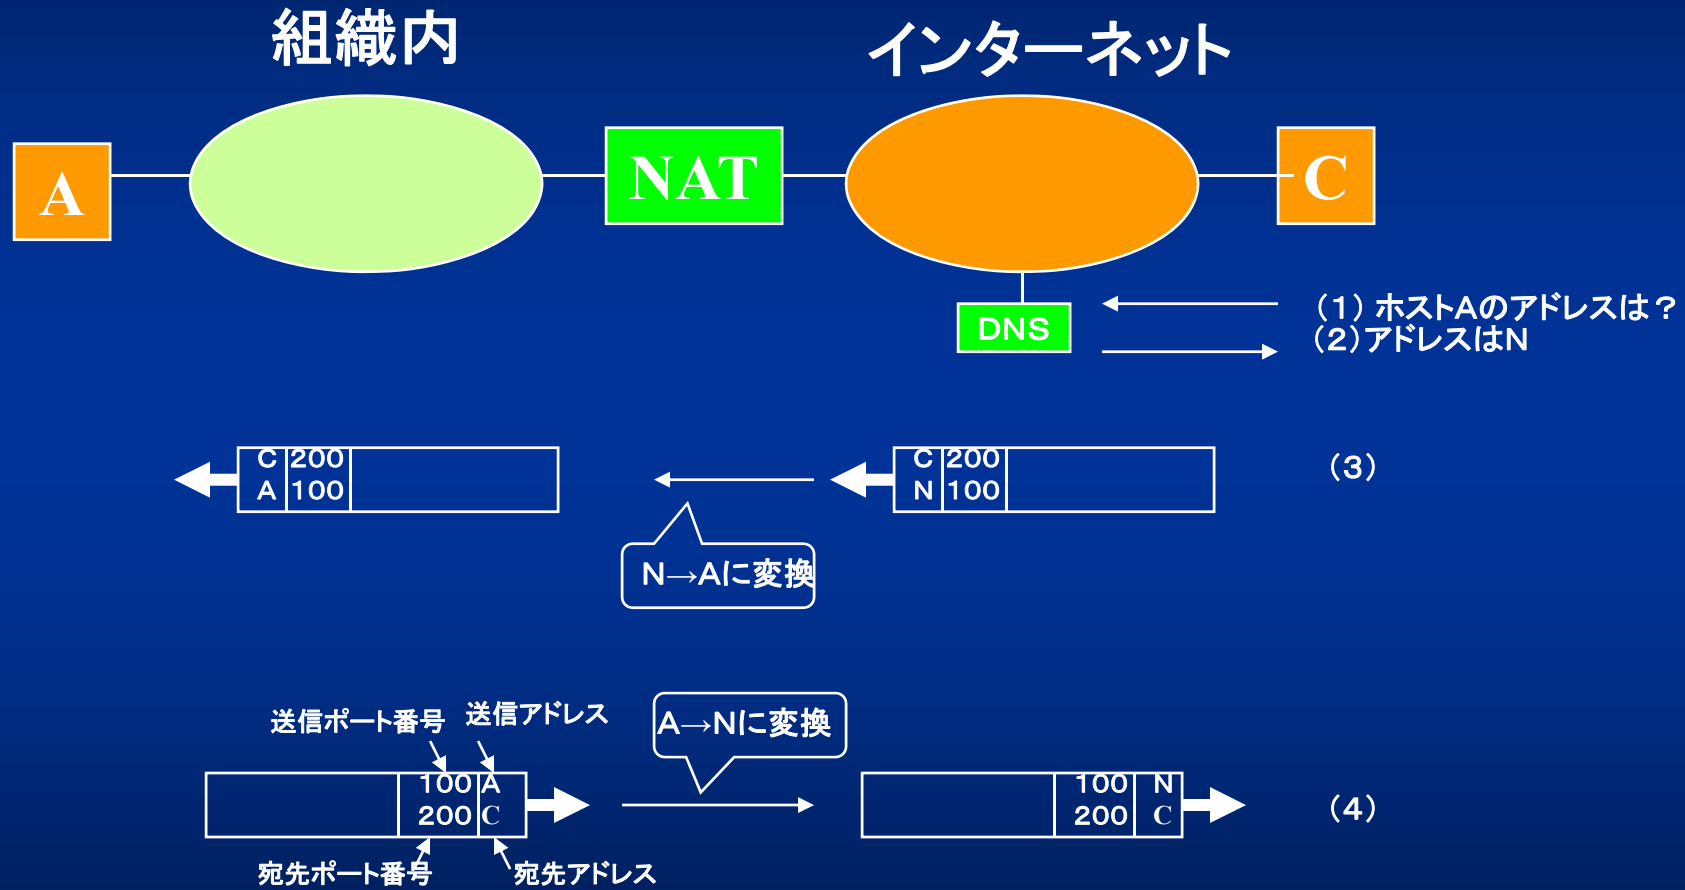 組織内
インターネット
A
NAT
C
DNS
(1) ホストAのアドレスは？
(2)アドレスはN
C 200
A 100
C 200
N 100
(3)
N→Aに変換
送信ポート番号
送信アドレス
A→Nに変換
100 A
200 C
100 N
200 C
(4)
宛先ポート番号
宛先アドレス